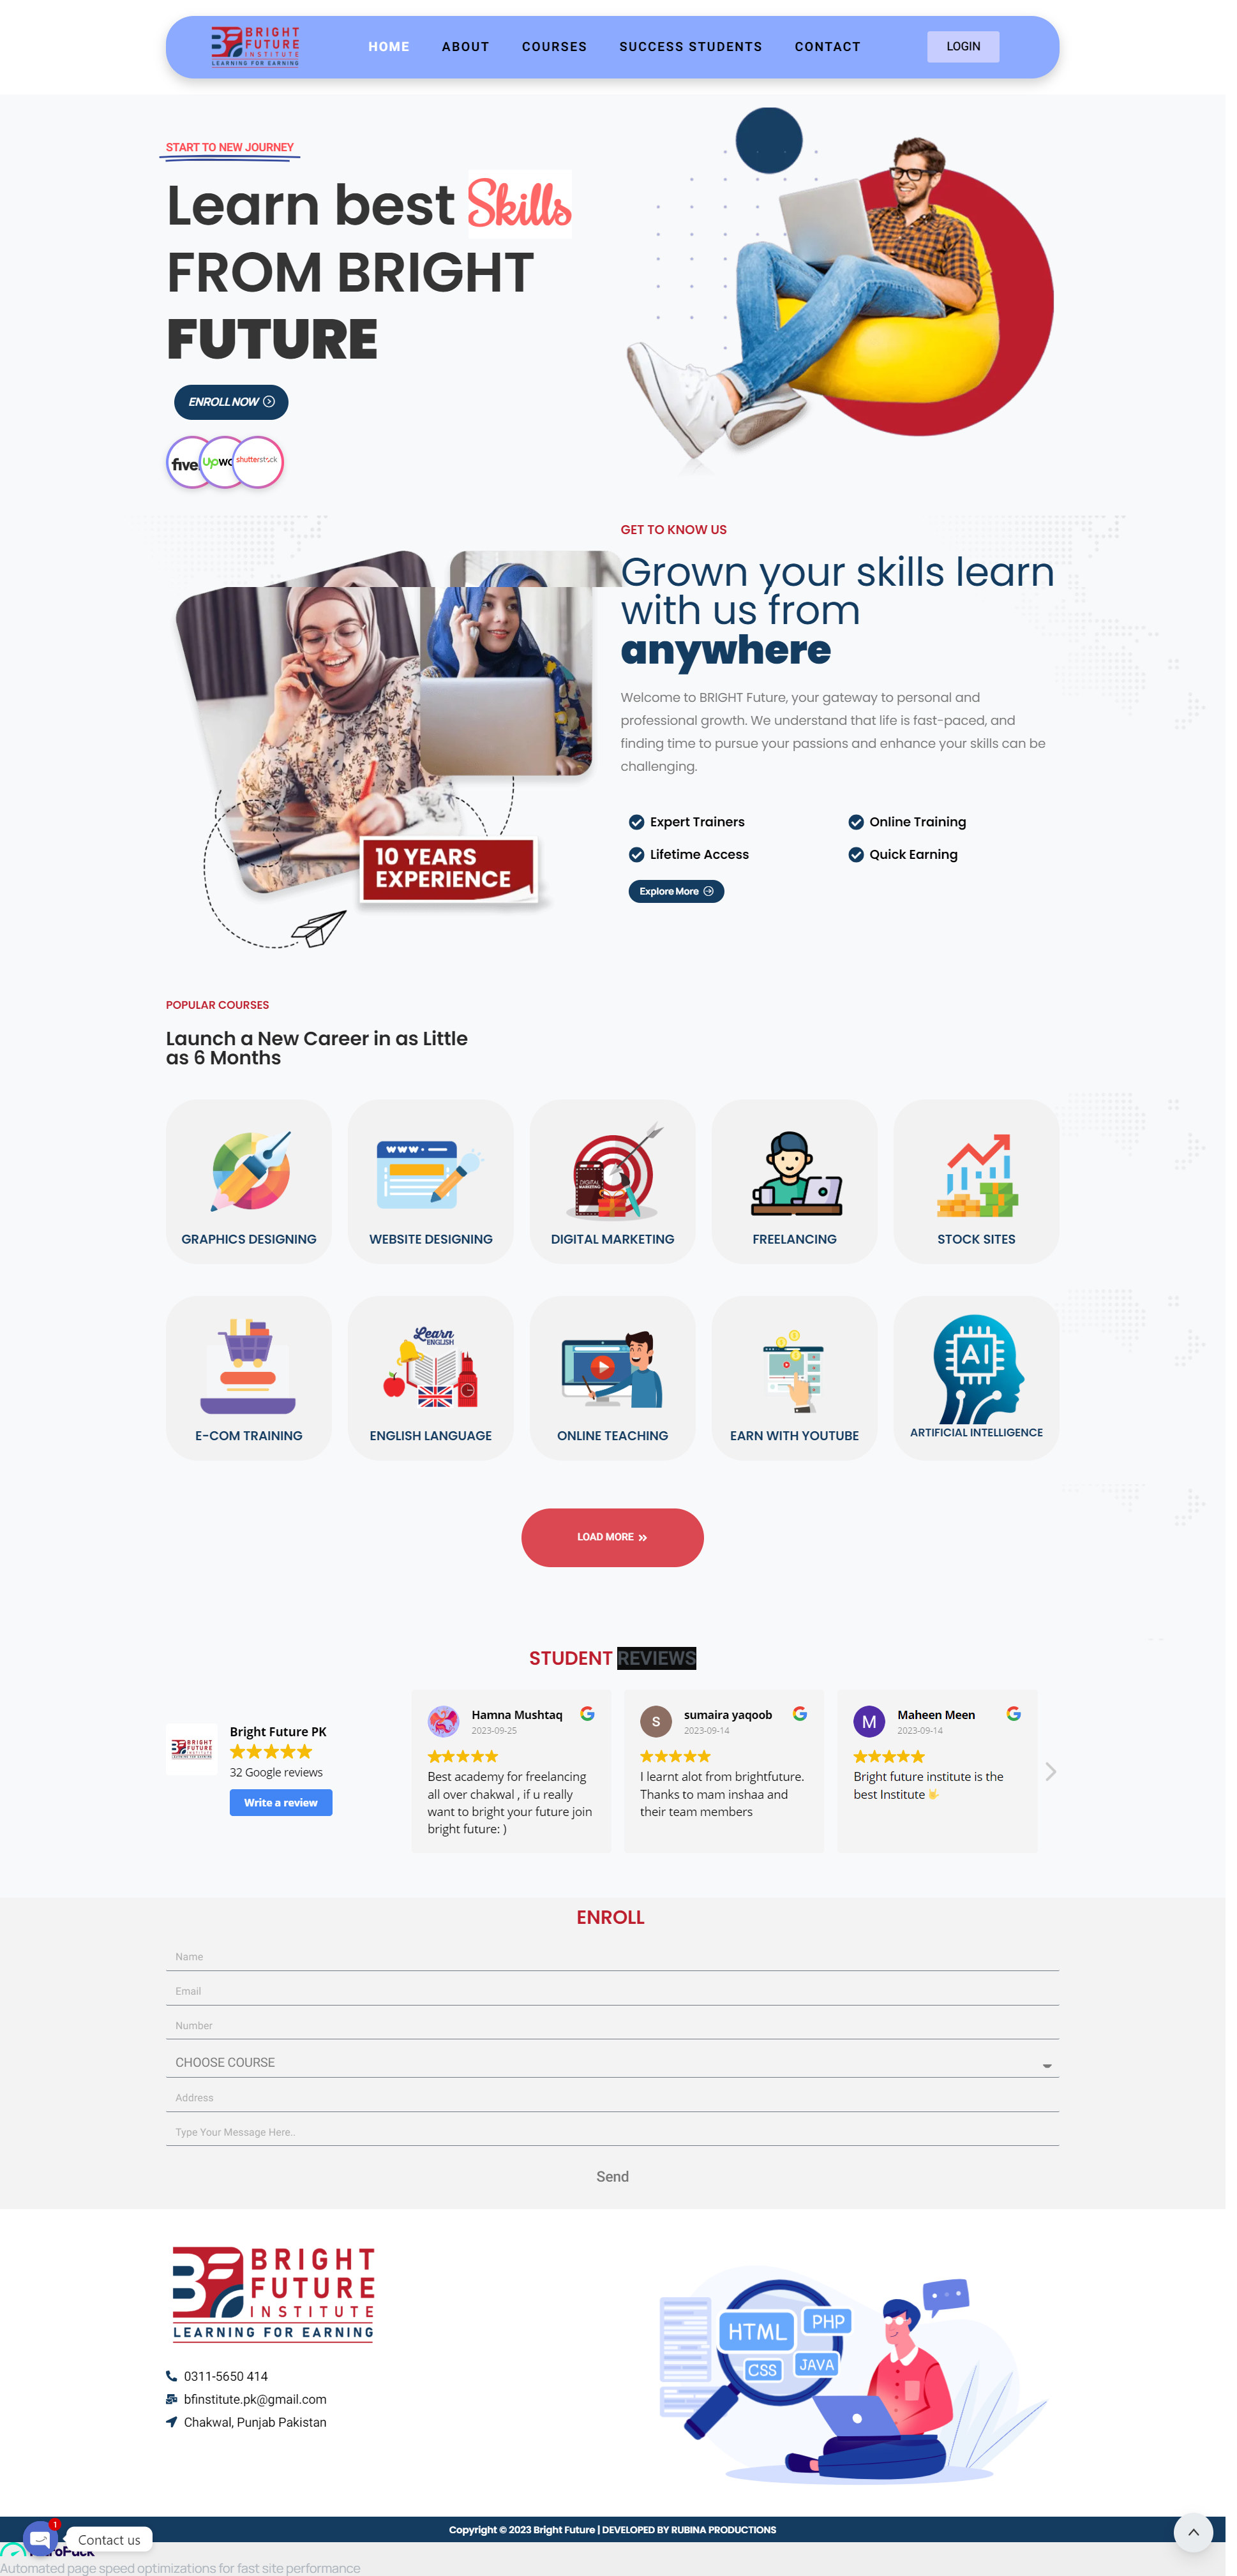 BRIGHT
FUTURE
INSTITUTE
LEARNING FOR EARNING
HOME
ABOUT
COURSES
SUCCESS STUDENTS
CONTACT
LOGIN
START TO NEW JOURNEY
Learn best Skills
FROM BRIGHT
FUTURE
ENROLL NOW
five
upwo
shutterstock
GET TO KNOW US
Grown your skills learn
with us from
anywhere
Welcome to BRIGHT Future, your gateway to personal and
professional growth. We understand that life is fast-paced, and
finding time to pursue your passions and enhance your skills can be
challenging.
Expert Trainers
Online Training
Lifetime Access
Quick Earning
Explore More
10 YEARS
EXPERIENCE
POPULAR COURSES
Launch a New Career in as Little
as 6 Months
GRAPHICS DESIGNING
WWW
WEBSITE DESIGNING
DIGITAL
MARKETING
DIGITAL MARKETING
FREELANCING
STOCK SITES
E-COM TRAINING
Learn
ENGLISH
ENGLISH LANGUAGE
ONLINE TEACHING
EARN WITH YOUTUBE
AI
ARTIFICIAL INTELLIGENCE
LOAD MORE »
STUDENT REVIEWS
BRIGHT
FUTURE
INSTITUTE
Bright Future PK
32 Google reviews
Write a review
Hamna Mushtaq
2023-09-25
Best academy for freelancing
all over chakwal , if u really
want to bright your future join
bright future: )
S
sumaira yaqoob
2023-09-14
I learnt alot from brightfuture.
Thanks to mam inshaa and
their team members
M
Maheen Meen
2023-09-14
Bright future institute is the
best Institute 🤟
ENROLL
Name
Email
Number
CHOOSE COURSE
Address
Type Your Message Here..
Send
BRIGHT
FUTURE
INSTITUTE
LEARNING FOR EARNING
0311-5650 414
bfinstitute.pk@gmail.com
Chakwal, Punjab Pakistan
HTML
PHP
CSS
JAVA
Copyright © 2023 Bright Future | DEVELOPED BY RUBINA PRODUCTIONS
1
Contact us
Automated page speed optimizations for fast site performance